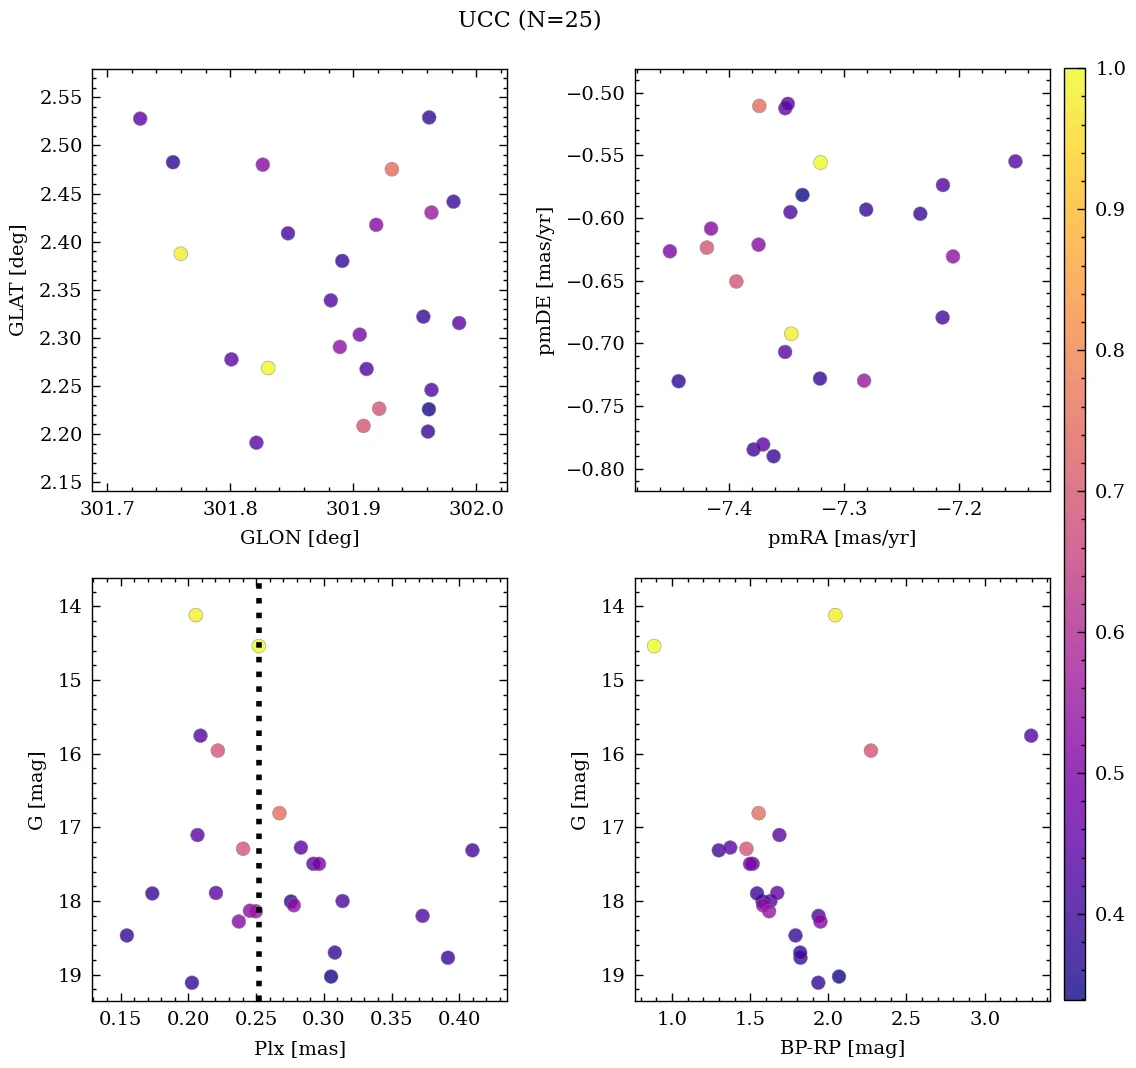 UCC (N=25)
2.55
2.50
2.45
2.40
2.35
2.30
2.25
2.20
2.15
GLAT [deg]
301.7 301.8 301.9 302.0
GLON [deg]
−0.50
−0.55
−0.60
−0.65
−0.70
−0.75
−0.80
pmDE [mas/yr]
−7.4 −7.3 −7.2
pmRA [mas/yr]
1.0
0.9
0.8
0.7
0.6
0.5
0.4
14
15
16
17
18
19
G [mag]
0.15 0.20 0.25 0.30 0.35 0.40
Plx [mas]
14
15
16
17
18
19
G [mag]
1.0 1.5 2.0 2.5 3.0
BP-RP [mag]